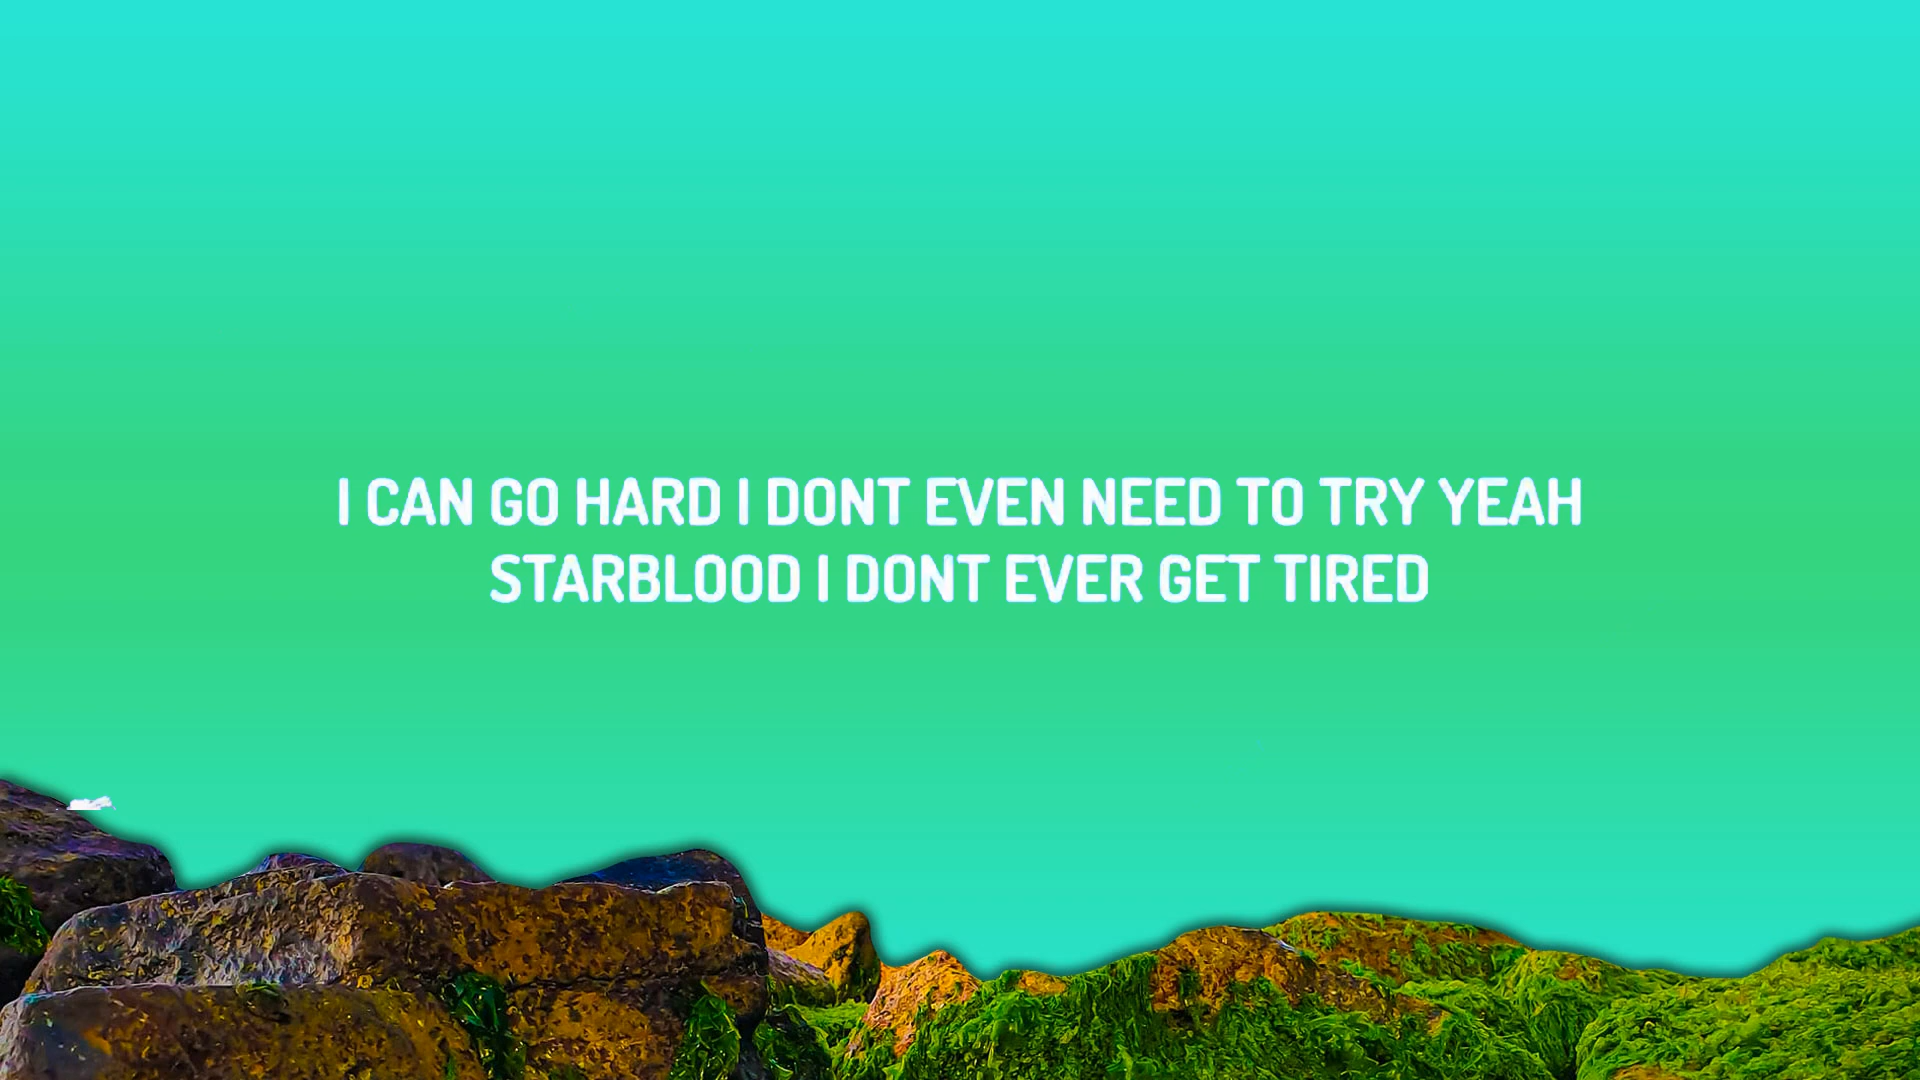 I CAN GO HARD I DONT EVEN NEED TO TRY YEAH
STARBLOOD I DONT EVER GET TIRED